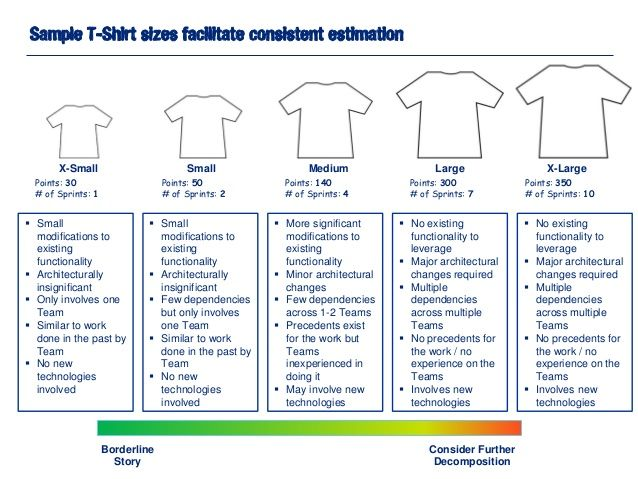 Sample T-Shirt sizes facilitate consistent estimation
X-Small
Points: 30
# of Sprints: 1
Small
Points: 50
# of Sprints: 2
Medium
Points: 140
# of Sprints: 4
Large
Points: 300
# of Sprints: 7
X-Large
Points: 350
# of Sprints: 10
▪ Small
modifications to
existing
functionality
▪ Architecturally
insignificant
▪ Only involves one
Team
▪ Similar to work
done in the past by
Team
▪ No new
technologies
involved
▪ Small
modifications to
existing
functionality
▪ Architecturally
insignificant
▪ Few dependencies
but only involves
one Team
▪ Similar to work
done in the past by
Team
▪ No new
technologies
involved
▪ More significant
modifications to
existing
functionality
▪ Minor architectural
changes
▪ Few dependencies
across 1-2 Teams
▪ Precedents exist
for the work but
Teams
inexperienced in
doing it
▪ May involve new
technologies
▪ No existing
functionality to
leverage
▪ Major architectural
changes required
▪ Multiple
dependencies
across multiple
Teams
▪ No precedents for
the work / no
experience on the
Teams
▪ Involves new
technologies
▪ No existing
functionality to
leverage
▪ Major architectural
changes required
▪ Multiple
dependencies
across multiple
Teams
▪ No precedents for
the work / no
experience on the
Teams
▪ Involves new
technologies
Borderline
Story
Consider Further
Decomposition